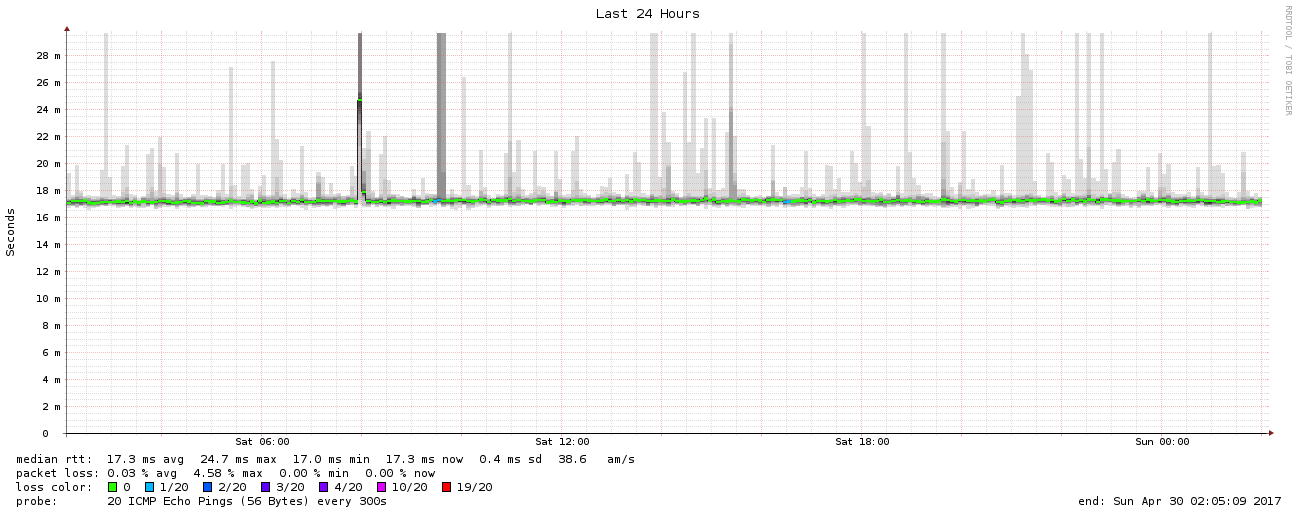 Last 24 Hours
RRDTOOL / TOBI OETIKER
Seconds
28 m
26 m
24 m
22 m
20 m
18 m
16 m
14 m
12 m
10 m
8 m
6 m
4 m
2 m
0
Sat 06:00 Sat 12:00 Sat 18:00 Sun 00:00
median rtt: 17.3 ms avg 24.7 ms max 17.0 ms min 17.3 ms now 0.4 ms sd 38.6 am/s
packet loss: 0.03 % avg 4.58 % max 0.00 % min 0.00 % now
loss color: 0 1/20 2/20 3/20 4/20 10/20 19/20
probe: 20 ICMP Echo Pings (56 Bytes) every 300s end: Sun Apr 30 02:05:09 2017